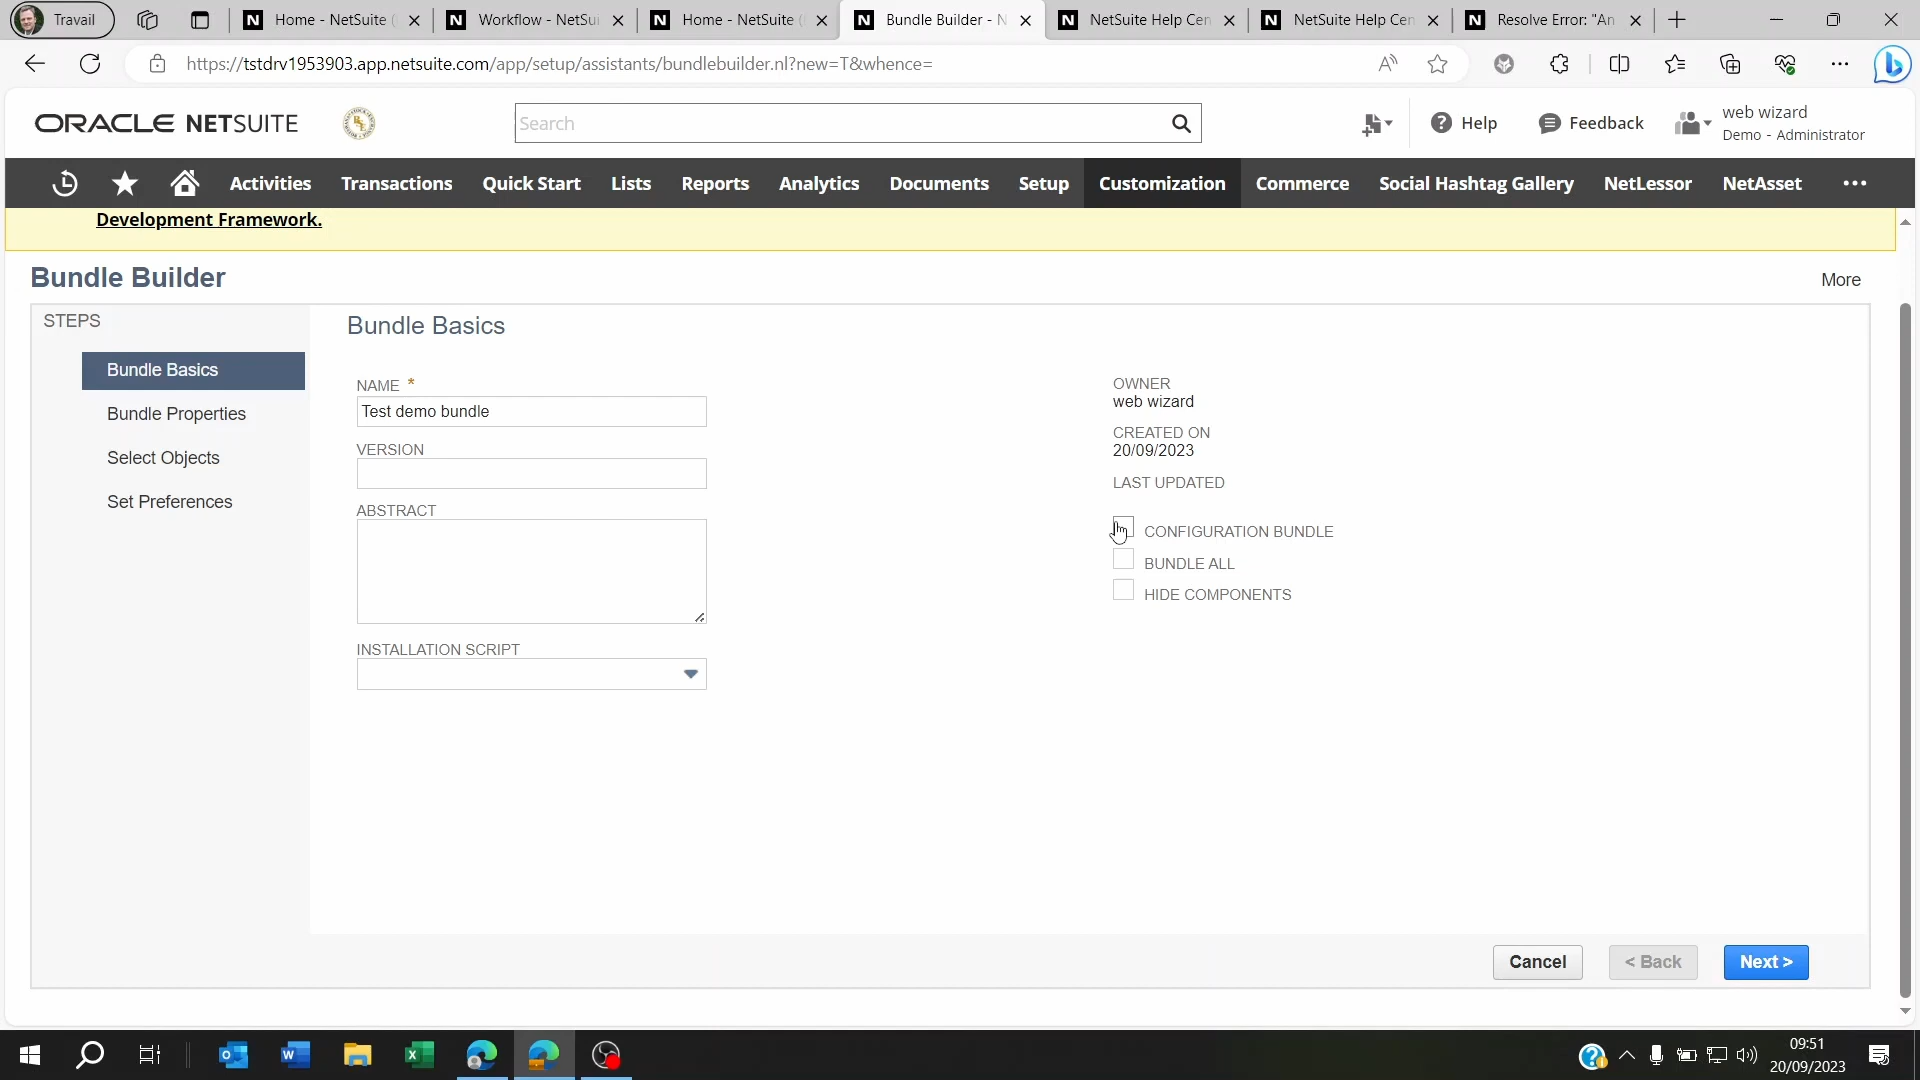 Travail
Home - NetSuite (
Workflow - NetSui
Home - NetSuite (
Bundle Builder - N
NetSuite Help Cen
NetSuite Help Cen
Resolve Error: "An
https://tstdrv1953903.app.netsuite.com/app/setup/assistants/bundlebuilder.nl?new=T&whence=
ORACLE NETSUITE
Search
Help
Feedback
web wizard
Demo - Administrator
Activities
Transactions
Quick Start
Lists
Reports
Analytics
Documents
Setup
Customization
Commerce
Social Hashtag Gallery
NetLessor
NetAsset
Development Framework.
Bundle Builder
More
STEPS
Bundle Basics
Bundle Properties
Select Objects
Set Preferences
Bundle Basics
NAME *
Test demo bundle
VERSION
ABSTRACT
INSTALLATION SCRIPT
OWNER
web wizard
CREATED ON
20/09/2023
LAST UPDATED
CONFIGURATION BUNDLE
BUNDLE ALL
HIDE COMPONENTS
Cancel
< Back
Next >
09:51
20/09/2023